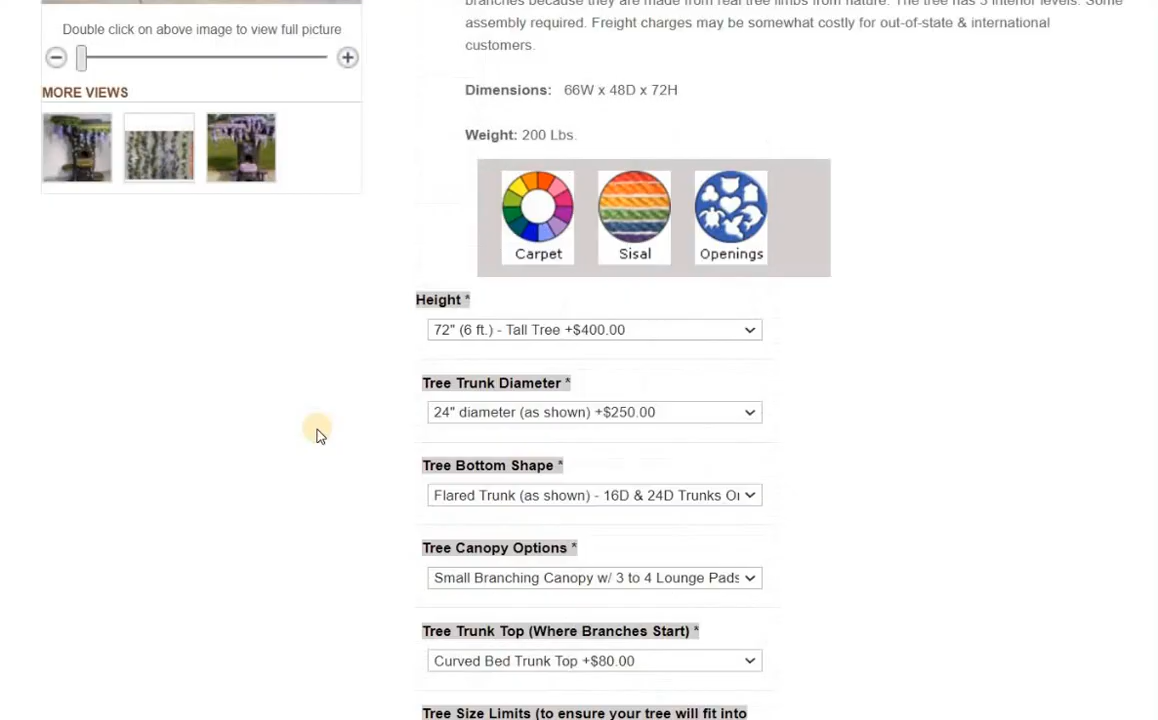 branches because they are made from real tree limbs from nature. The tree has 3 interior levels. Some
assembly required. Freight charges may be somewhat costly for out-of-state & international
customers.
Double click on above image to view full picture
MORE VIEWS
Dimensions: 66W x 48D x 72H
Weight: 200 Lbs.
Carpet
Sisal
Openings
Height *
72" (6 ft.) - Tall Tree +$400.00
Tree Trunk Diameter *
24" diameter (as shown) +$250.00
Tree Bottom Shape *
Flared Trunk (as shown) - 16D & 24D Trunks Or
Tree Canopy Options *
Small Branching Canopy w/ 3 to 4 Lounge Pads
Tree Trunk Top (Where Branches Start) *
Curved Bed Trunk Top +$80.00
Tree Size Limits (to ensure your tree will fit into